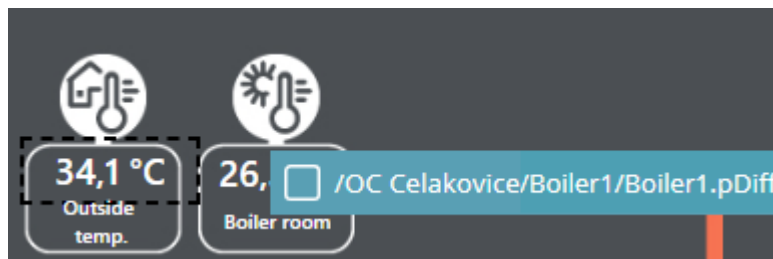 34,1 °C
Outside
temp.
26,
Boiler room
/OC Celakovice/Boiler1/Boiler1.pDiff